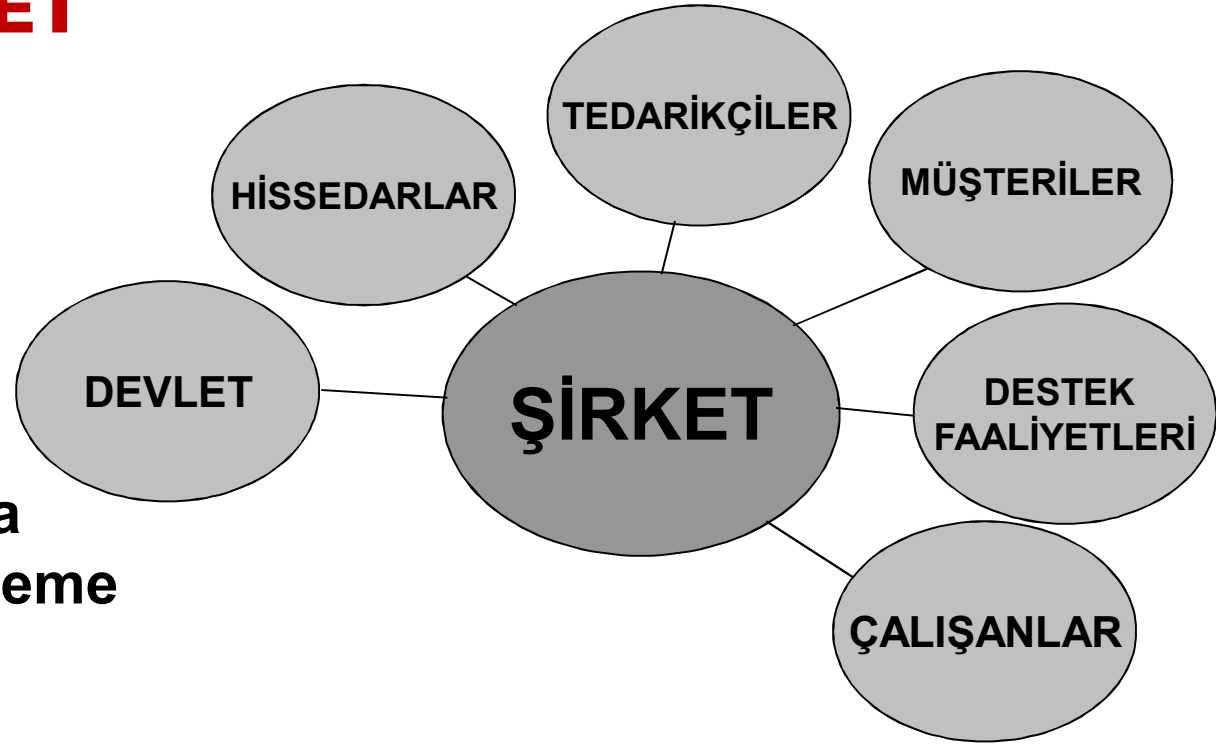 ET
TEDARİKÇİLER
HİSSEDARLAR
MÜŞTERİLER
DEVLET
ŞİRKET
DESTEK
FAALİYETLERİ
a
eme
ÇALIŞANLAR